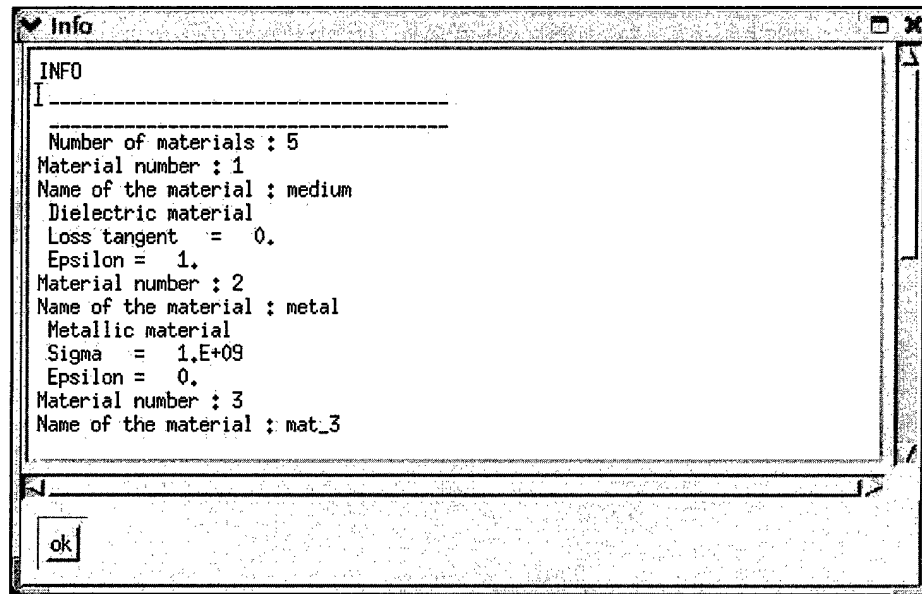 Info
INFO
Number of materials : 5
Material number : 1
Name of the material : medium
Dielectric material
Loss tangent = 0.
Epsilon = 1.
Material number : 2
Name of the material : metal
Metallic material
Sigma = 1.E+09
Epsilon = 0.
Material number : 3
Name of the material : mat_3
ok